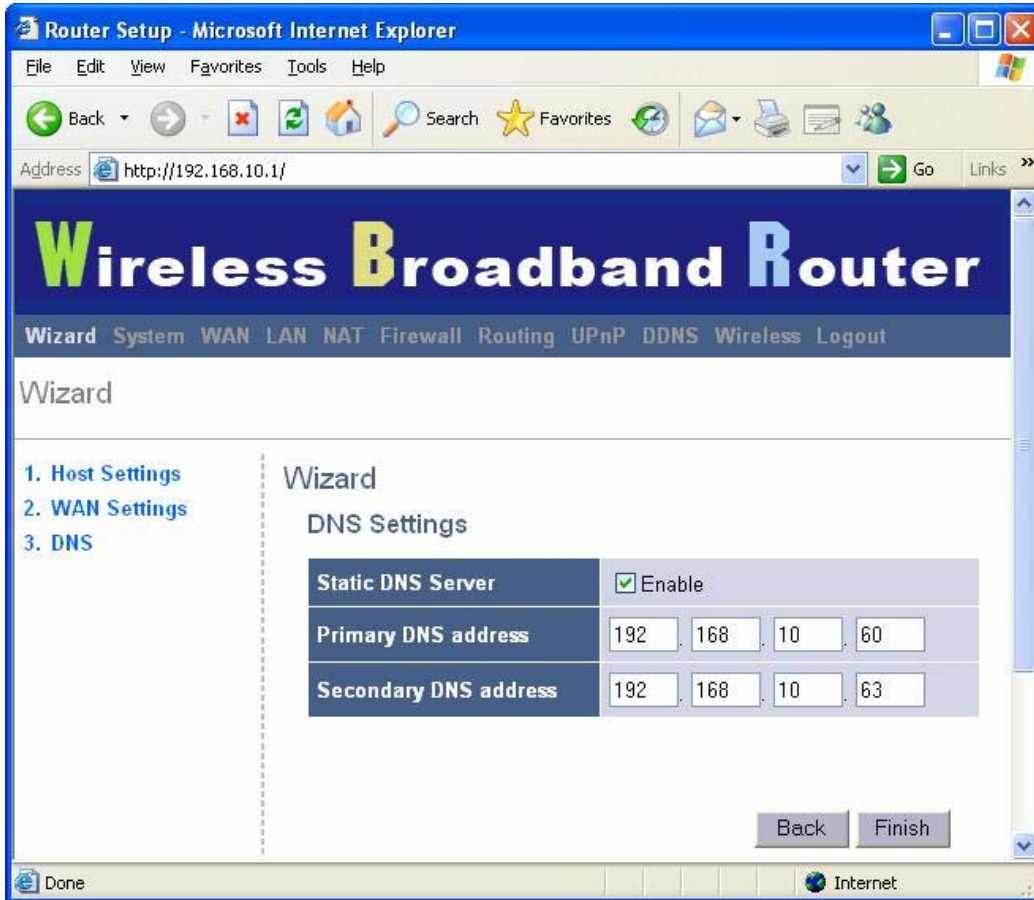 Router Setup - Microsoft Internet Explorer
File Edit View Favorites Tools Help
Back Search Favorites
Address http://192.168.10.1/ Go Links »
Wireless Broadband Router
Wizard System WAN LAN NAT Firewall Routing UPnP DDNS Wireless Logout
Wizard
1. Host Settings
2. WAN Settings
3. DNS
Wizard
DNS Settings
Static DNS Server Enable
Primary DNS address 192 . 168 . 10 . 60
Secondary DNS address 192 . 168 . 10 . 63
Back Finish
Done Internet